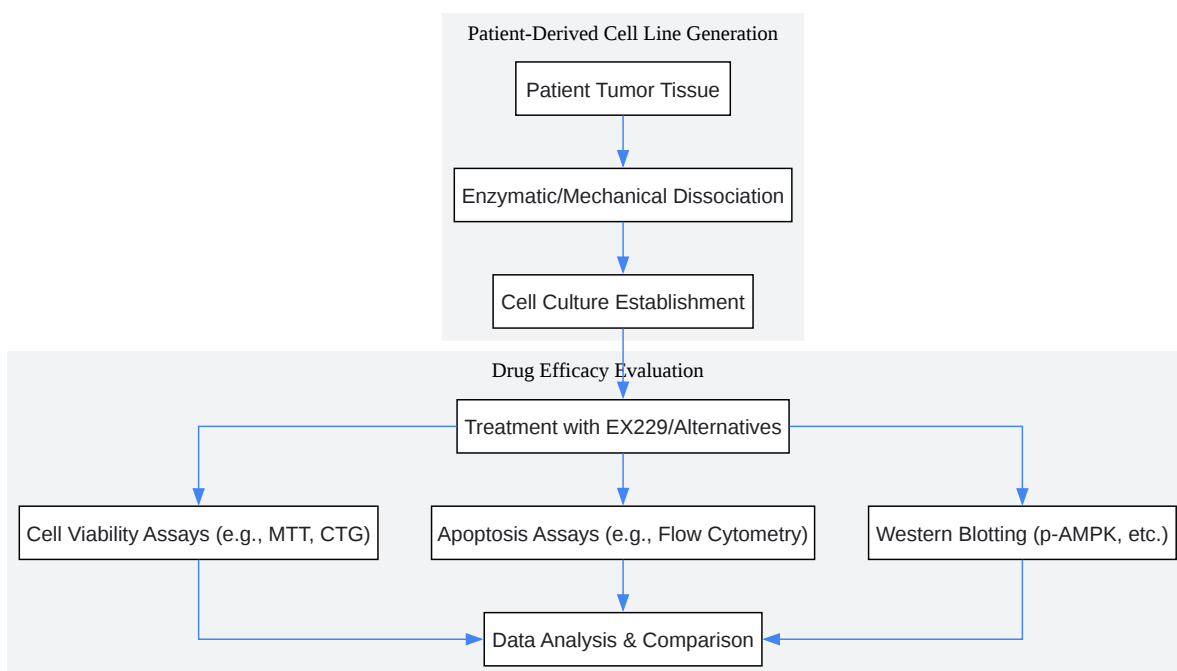 Patient-Derived Cell Line Generation
Patient Tumor Tissue
Enzymatic/Mechanical Dissociation
Cell Culture Establishment
Drug Efficacy Evaluation
Treatment with EX229/Alternatives
Cell Viability Assays (e.g., MTT, CTG)
Apoptosis Assays (e.g., Flow Cytometry)
Western Blotting (p-AMPK, etc.)
Data Analysis & Comparison